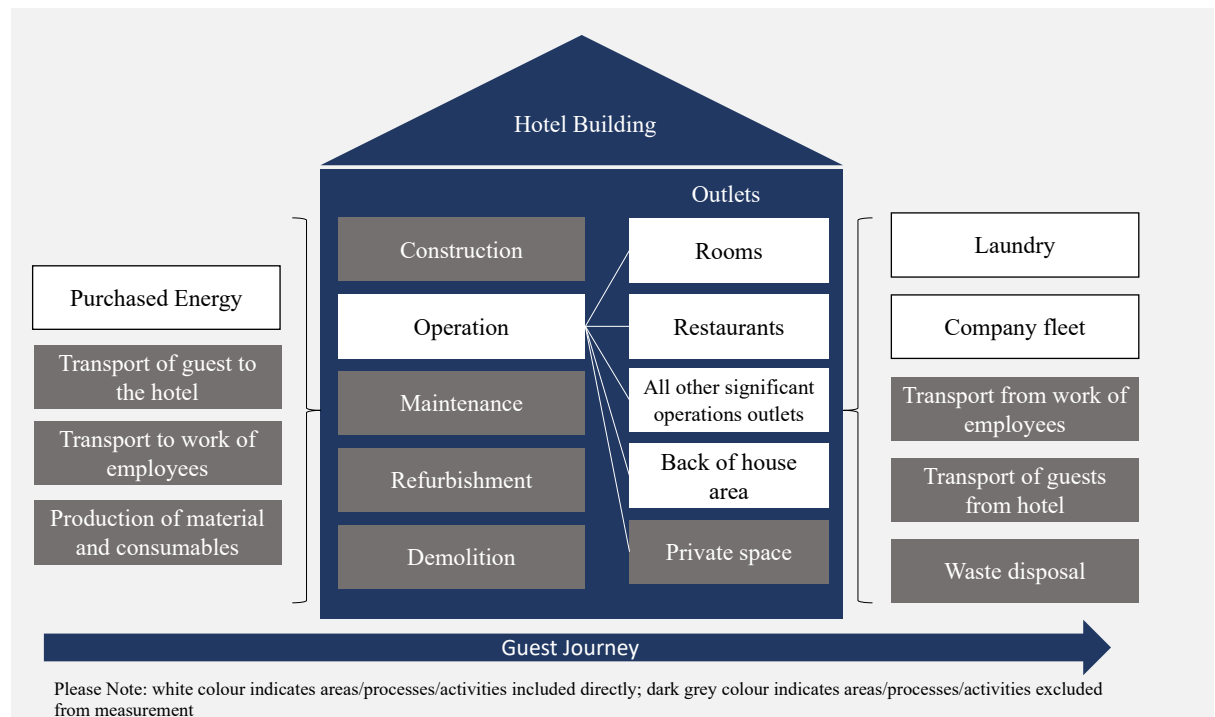 Hotel Building
Outlets
Purchased Energy
Transport of guest to
the hotel
Transport to work of
employees
Production of material
and consumables
Construction
Operation
Maintenance
Refurbishment
Demolition
Rooms
Restaurants
All other significant
operations outlets
Back of house
area
Private space
Laundry
Company fleet
Transport from work of
employees
Transport of guests
from hotel
Waste disposal
Guest Journey
Please Note: white colour indicates areas/processes/activities included directly; dark grey colour indicates areas/processes/activities excluded
from measurement